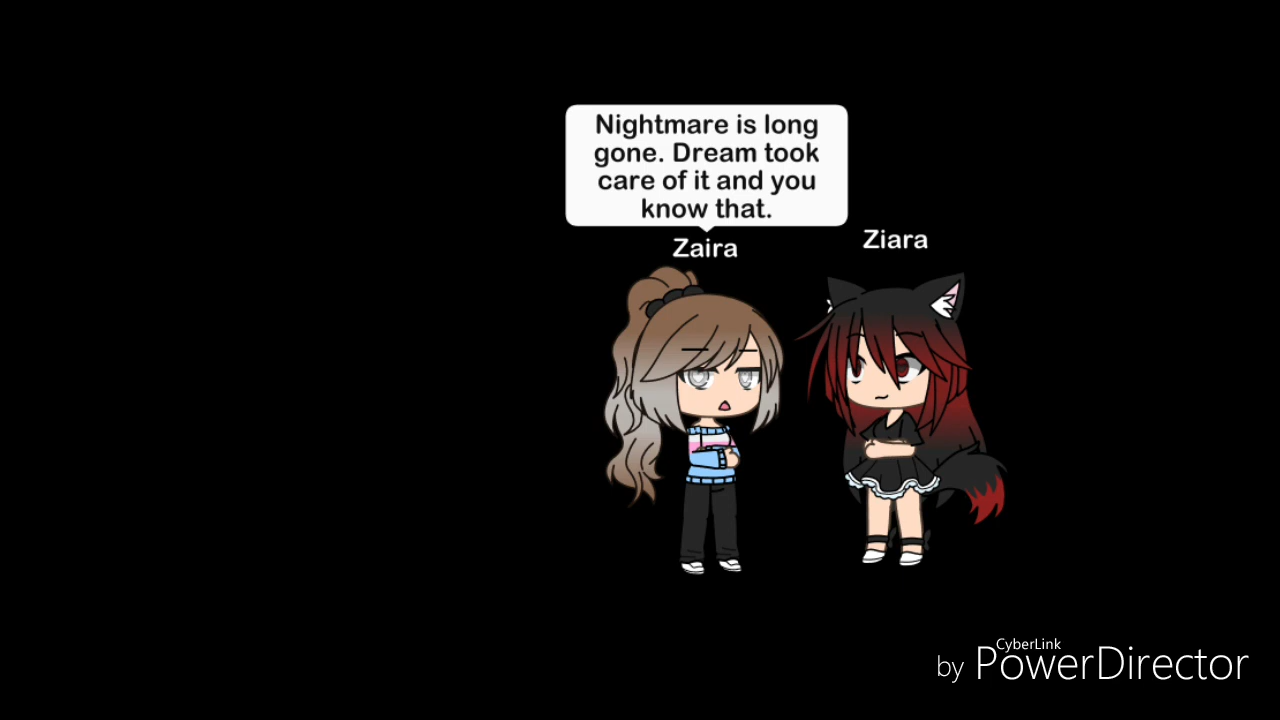 Nightmare is long
gone. Dream took
care of it and you
know that.
Zaira
Ziara
CyberLink
by PowerDirector